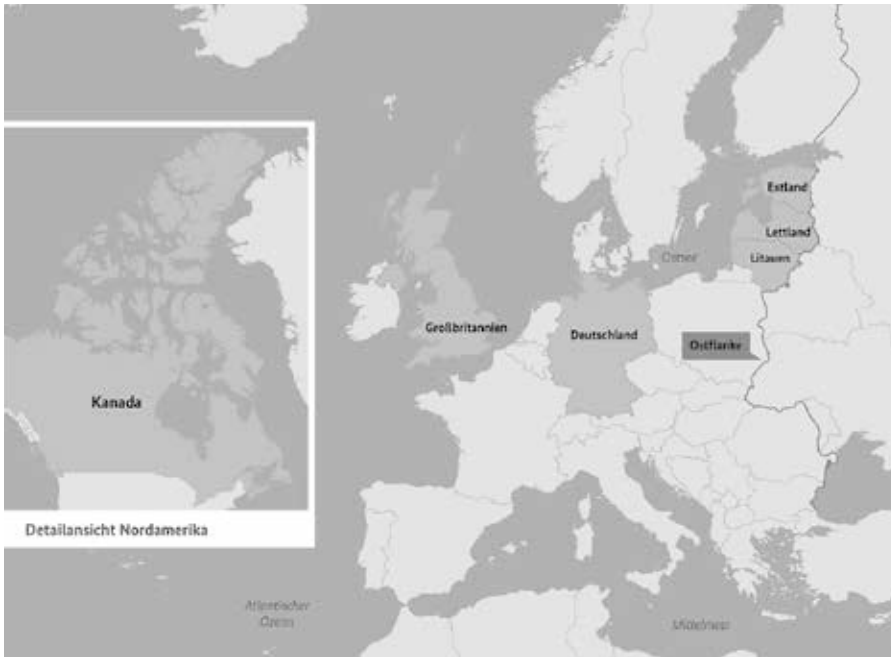 Estland
Lettland
Ostsee
Litauen
Großbritannien
Deutschland
Ostflanke
Kanada
Detailansicht Nordamerika
Atlantischer
Ozean
Mittelmeer